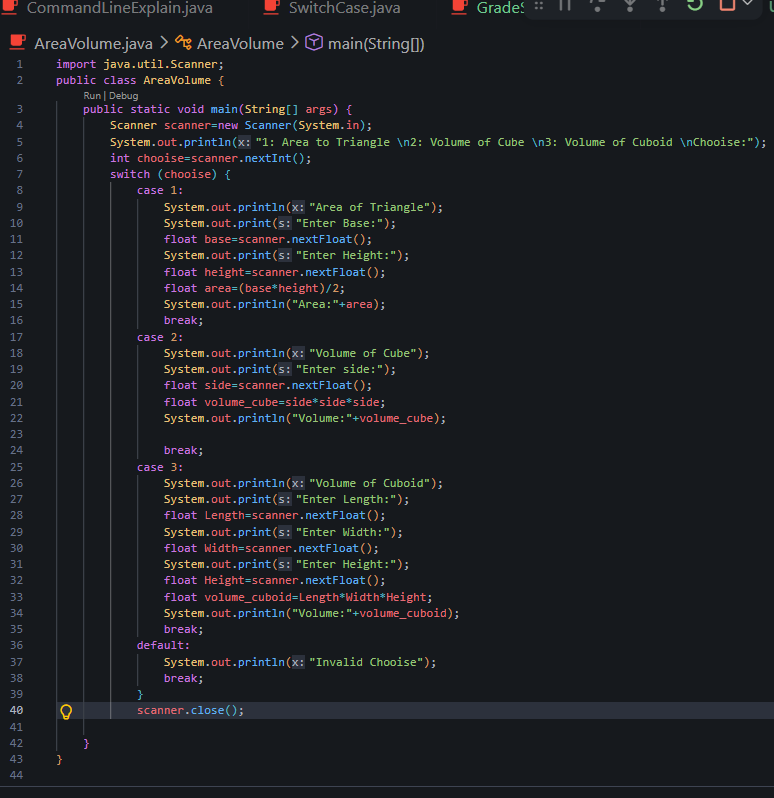 CommandLineExplain.java SwitchCase.java GradeS
AreaVolume.java > AreaVolume > main(String[])
1 import java.util.Scanner;
2 public class AreaVolume {
Run | Debug
3 public static void main(String[] args) {
4 Scanner scanner=new Scanner(System.in);
5 System.out.println(x: "1: Area to Triangle \n2: Volume of Cube \n3: Volume of Cuboid \nChooise:");
6 int chooise=scanner.nextInt();
7 switch (chooise) {
8 case 1:
9 System.out.println(x: "Area of Triangle");
10 System.out.print(s: "Enter Base:");
11 float base=scanner.nextFloat();
12 System.out.print(s: "Enter Height:");
13 float height=scanner.nextFloat();
14 float area=(base*height)/2;
15 System.out.println("Area:"+area);
16 break;
17 case 2:
18 System.out.println(x: "Volume of Cube");
19 System.out.print(s: "Enter side:");
20 float side=scanner.nextFloat();
21 float volume_cube=side*side*side;
22 System.out.println("Volume:"+volume_cube);
23
24 break;
25 case 3:
26 System.out.println(x: "Volume of Cuboid");
27 System.out.print(s: "Enter Length:");
28 float Length=scanner.nextFloat();
29 System.out.print(s: "Enter Width:");
30 float Width=scanner.nextFloat();
31 System.out.print(s: "Enter Height:");
32 float Height=scanner.nextFloat();
33 float volume_cuboid=Length*Width*Height;
34 System.out.println("Volume:"+volume_cuboid);
35 break;
36 default:
37 System.out.println(x: "Invalid Chooise");
38 break;
39 }
40 scanner.close();
41
42 }
43 }
44